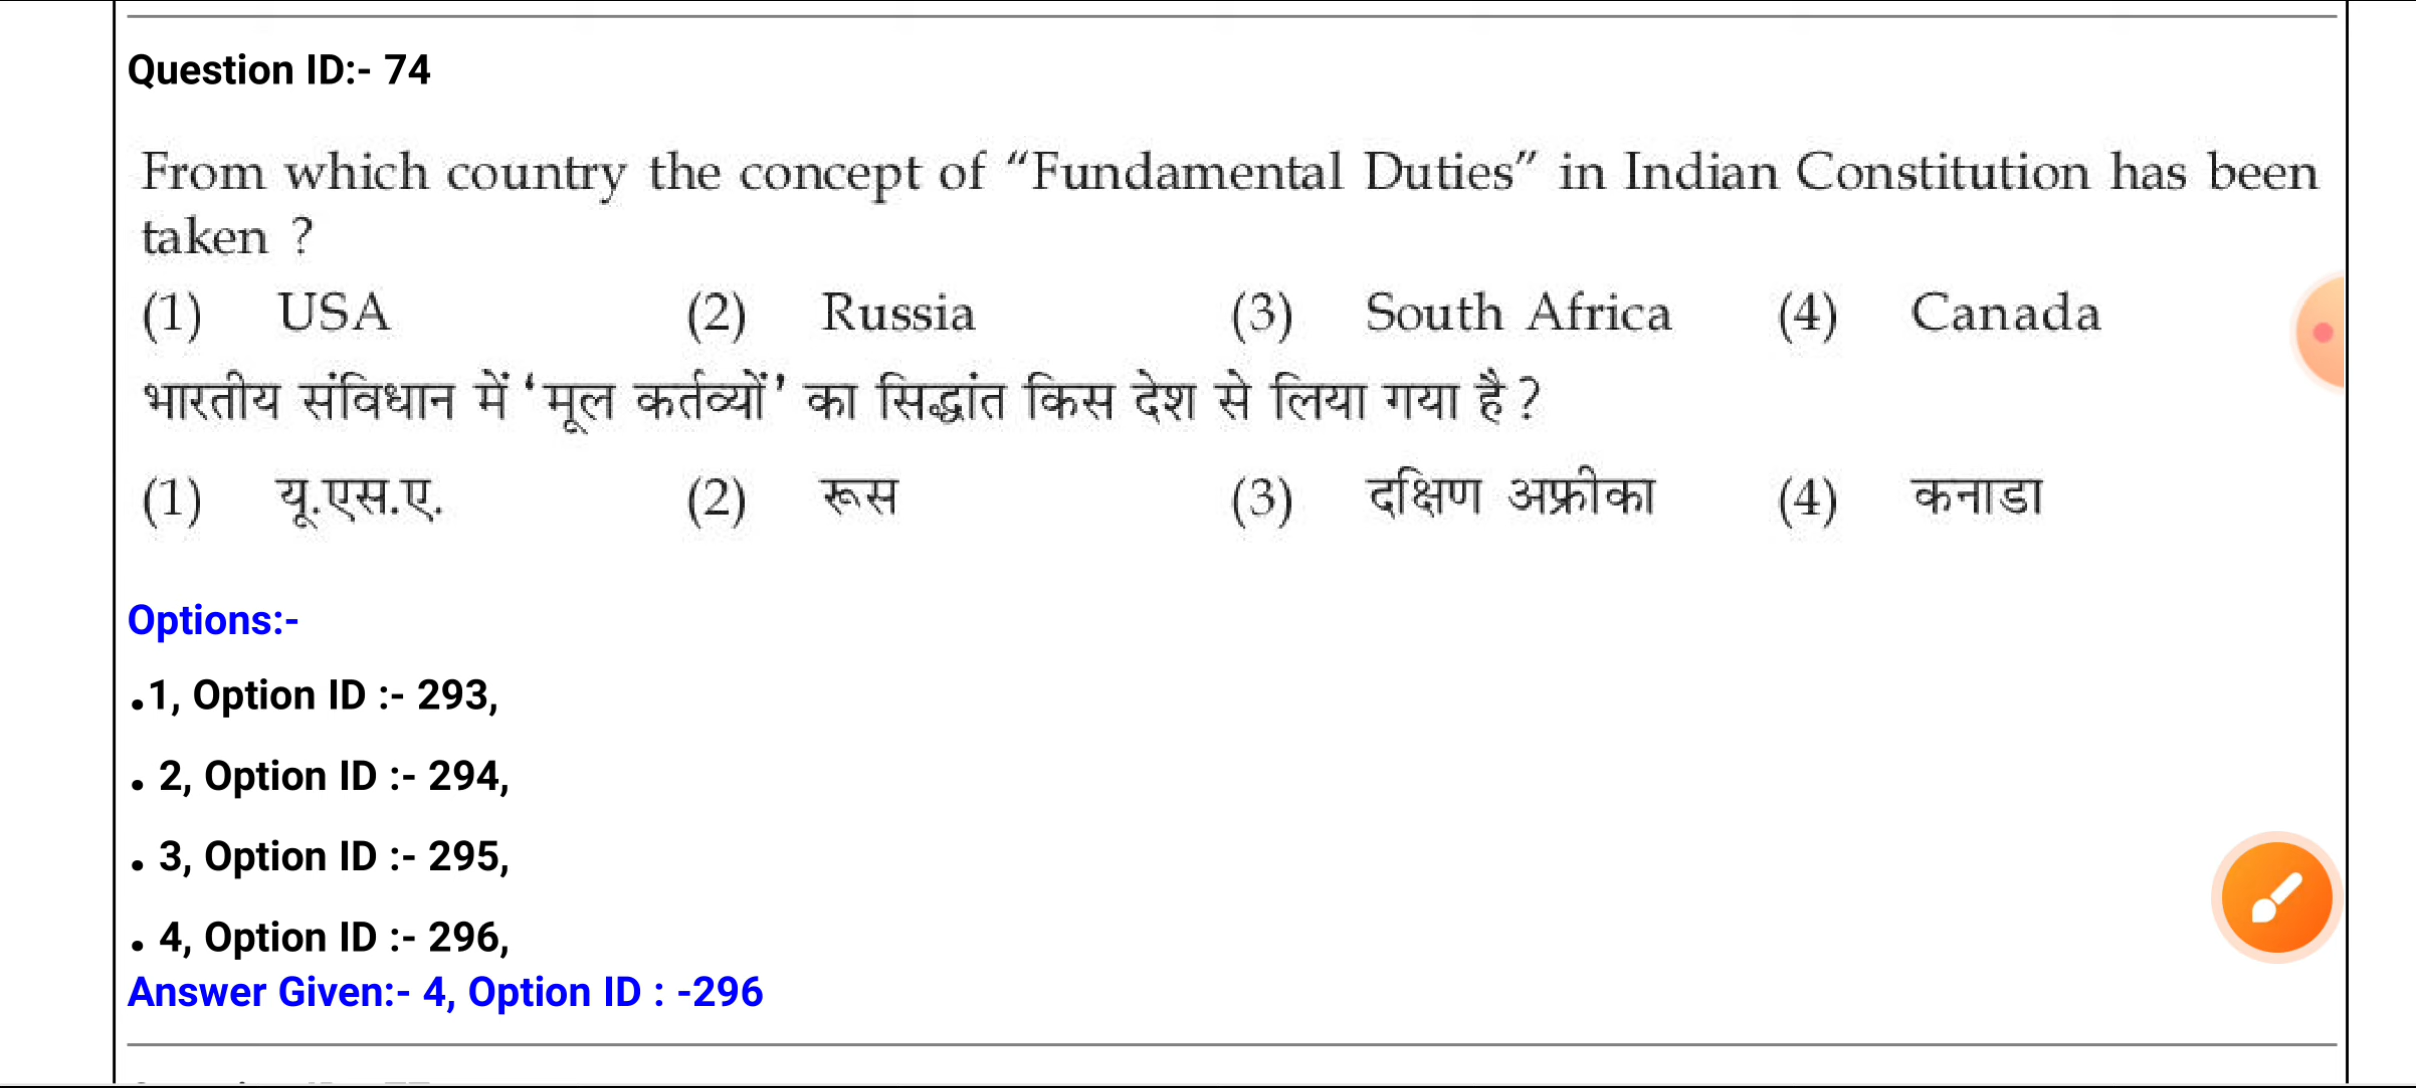 Question ID:- 74
From which country the concept of “Fundamental Duties” in Indian Constitution has been
taken ?
(1) USA (2) Russia (3) South Africa (4) Canada
भारतीय संविधान में ‘मूल कर्तव्यों’ का सिद्धांत किस देश से लिया गया है ?
(1) यू.एस.ए. (2) रूस (3) दक्षिण अफ्रीका (4) कनाडा
Options:-
.1, Option ID :- 293,
. 2, Option ID :- 294,
. 3, Option ID :- 295,
. 4, Option ID :- 296,
Answer Given:- 4, Option ID : -296